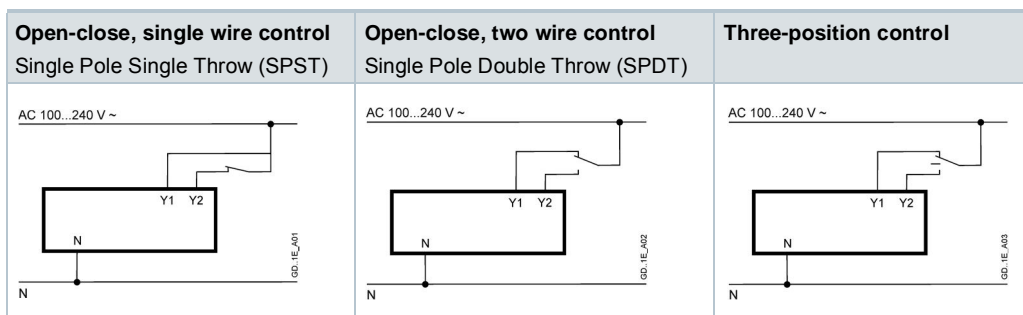 Open-close, single wire control
Single Pole Single Throw (SPST)
Open-close, two wire control
Single Pole Double Throw (SPDT)
Three-position control
AC 100...240 V ~
Y1 Y2
N
GD..1E_A01
N
AC 100...240 V ~
Y1 Y2
N
GD..1E_A02
N
AC 100...240 V ~
Y1 Y2
N
GD..1E_A03
N